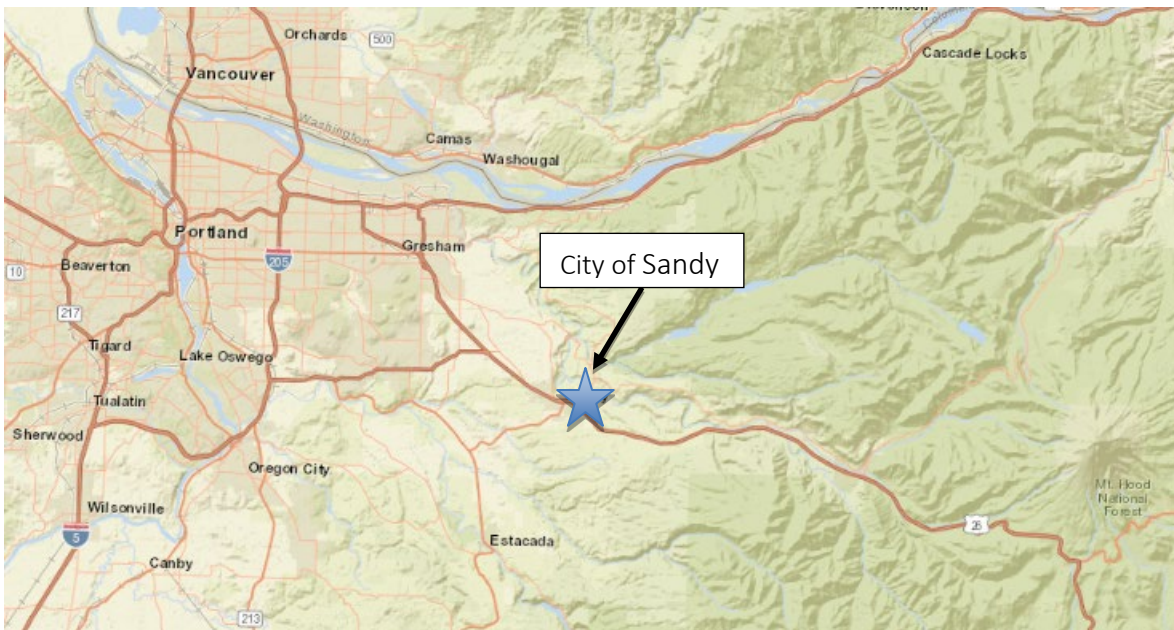 Orchards
500
Vancouver
Cascade Locks
Washington
Camas
Washougal
Portland
Gresham
City of Sandy
205
Beaverton
10
217
Tigard
Lake Oswego
Tualatin
Sherwood
Oregon City
Mt. Hood
National
Forest
Wilsonville
26
5
Estacada
Canby
213